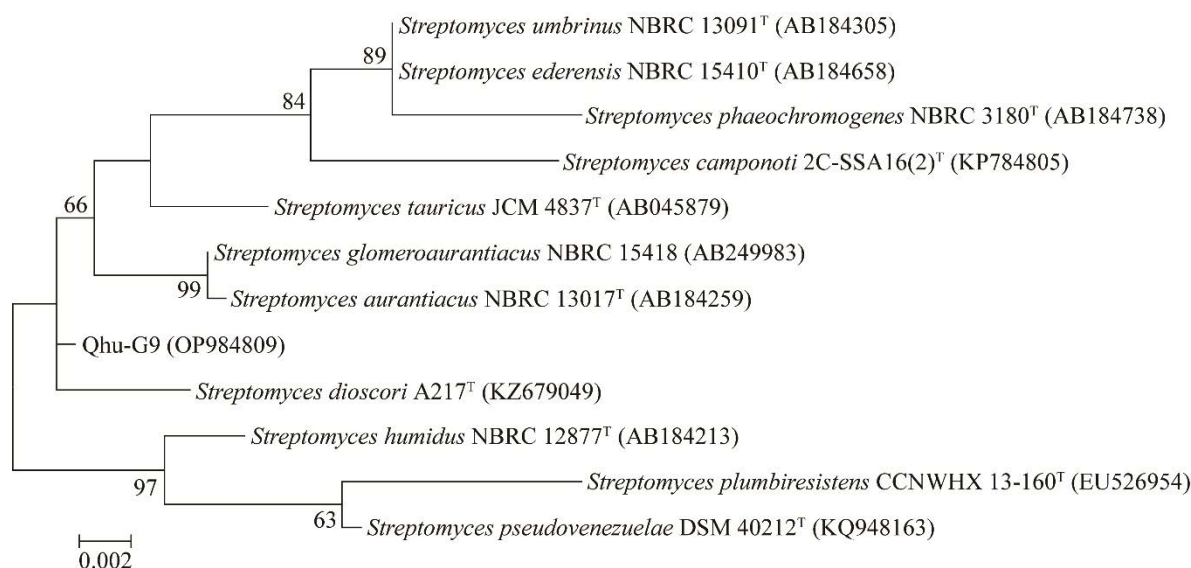 Streptomyces umbrinus NBRC 13091ᵀ (AB184305)
89
Streptomyces ederensis NBRC 15410ᵀ (AB184658)
84
Streptomyces phaeochromogenes NBRC 3180ᵀ (AB184738)
Streptomyces camponoti 2C-SSA16(2)ᵀ (KP784805)
66
Streptomyces tauricus JCM 4837ᵀ (AB045879)
Streptomyces glomeroaurantiacus NBRC 15418 (AB249983)
99
Streptomyces aurantiacus NBRC 13017ᵀ (AB184259)
Qhu-G9 (OP984809)
Streptomyces dioscori A217ᵀ (KZ679049)
Streptomyces humidus NBRC 12877ᵀ (AB184213)
97
Streptomyces plumbiresistens CCNWHX 13-160ᵀ (EU526954)
63
Streptomyces pseudovenezuelae DSM 40212ᵀ (KQ948163)
0.002